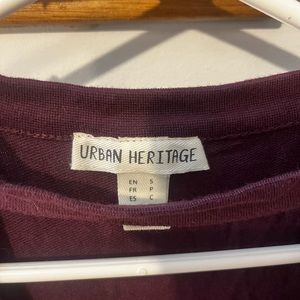 URBAN HERITAGE
EN S
FR P
ES C